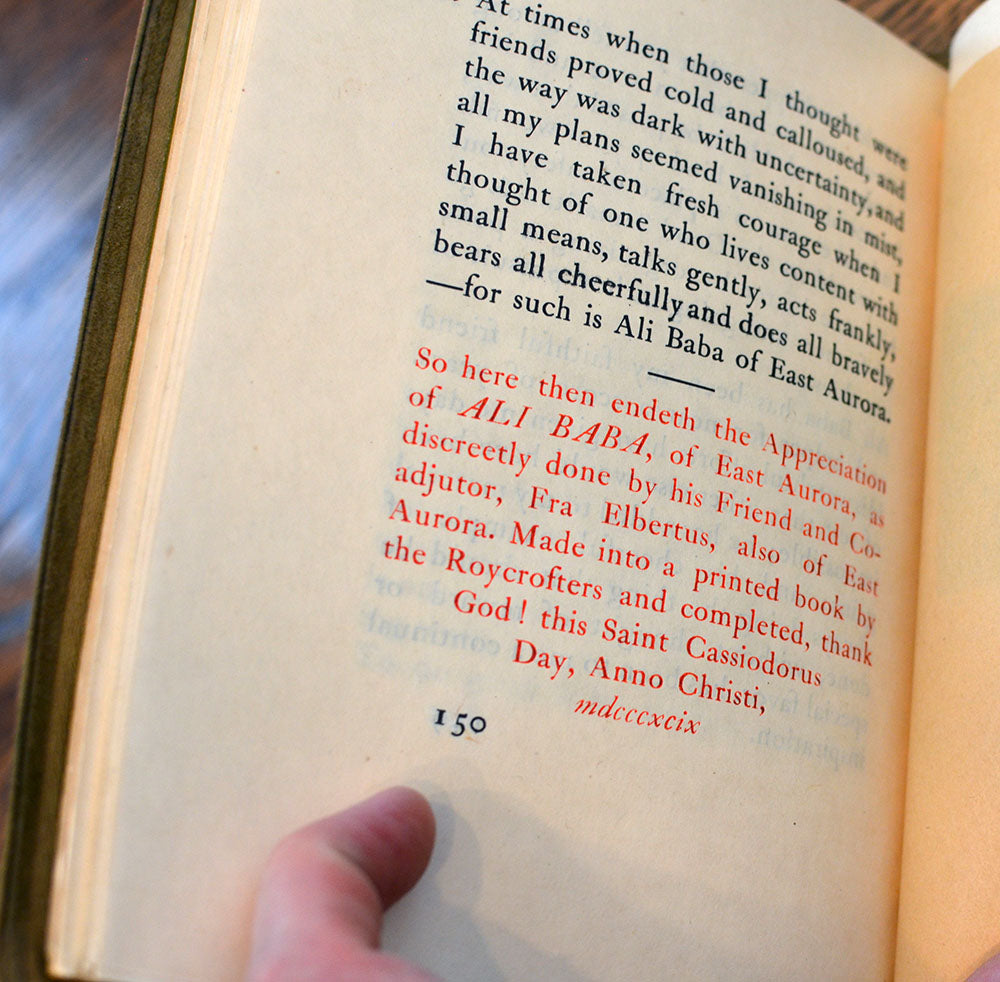 At times when those I thought were
friends proved cold and calloused, and
the way was dark with uncertainty, and
all my plans seemed vanishing in mist,
I have taken fresh courage when I
thought of one who lives content with
small means, talks gently, acts frankly,
bears all cheerfully and does all bravely
—for such is Ali Baba of East Aurora.
So here then endeth the Appreciation
of ALI BABA, of East Aurora, as
discreetly done by his Friend and Co-
adjutor, Fra Elbertus, also of East
Aurora. Made into a printed book by
the Roycrofters and completed, thank
God! this Saint Cassiodorus
Day, Anno Christi,
mdcccxcix
150